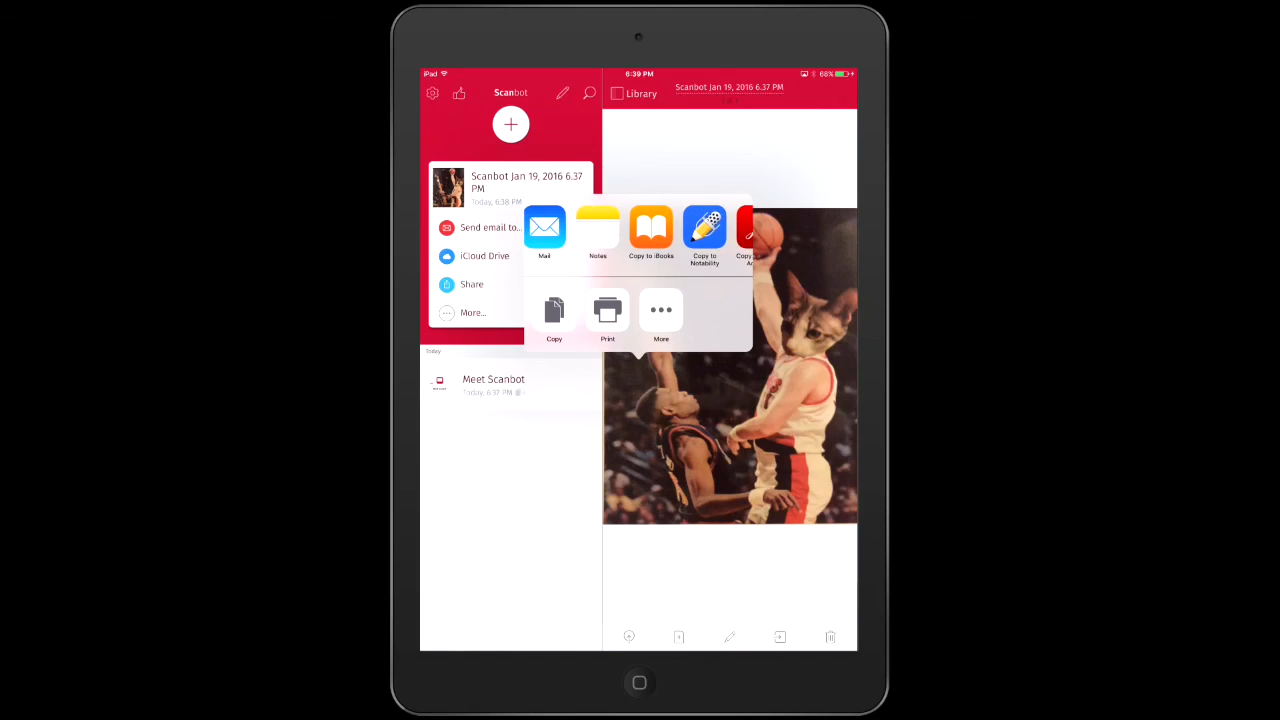 iPad
6:39 PM
68%
Scanbot
Library
Scanbot Jan 19, 2016 6.37 PM
Scanbot Jan 19, 2016 6.37
PM
Today, 6:38 PM
Send email to...
iCloud Drive
Share
More...
Mail
Notes
Copy to iBooks
Copy to
Notability
Copy
Copy
Print
More
Today
Meet Scanbot
Today, 6:37 PM